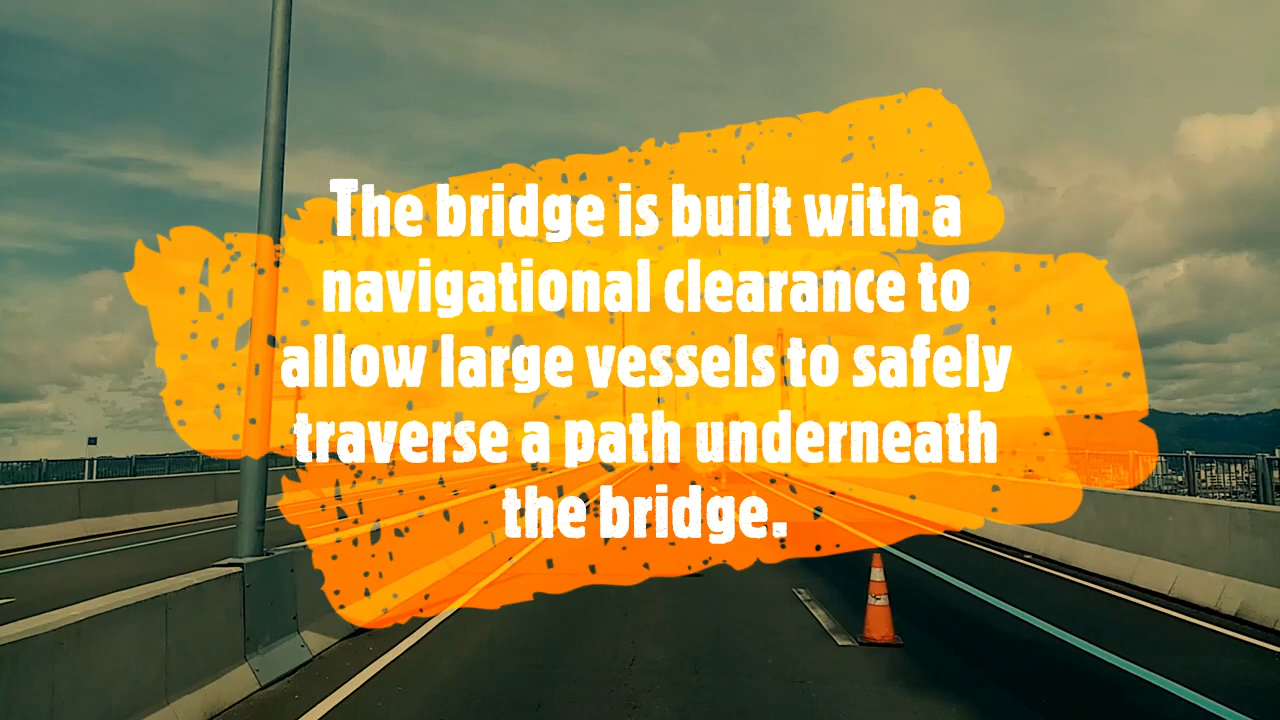 The bridge is built with a
navigational clearance to
allow large vessels to safely
traverse a path underneath
the bridge.